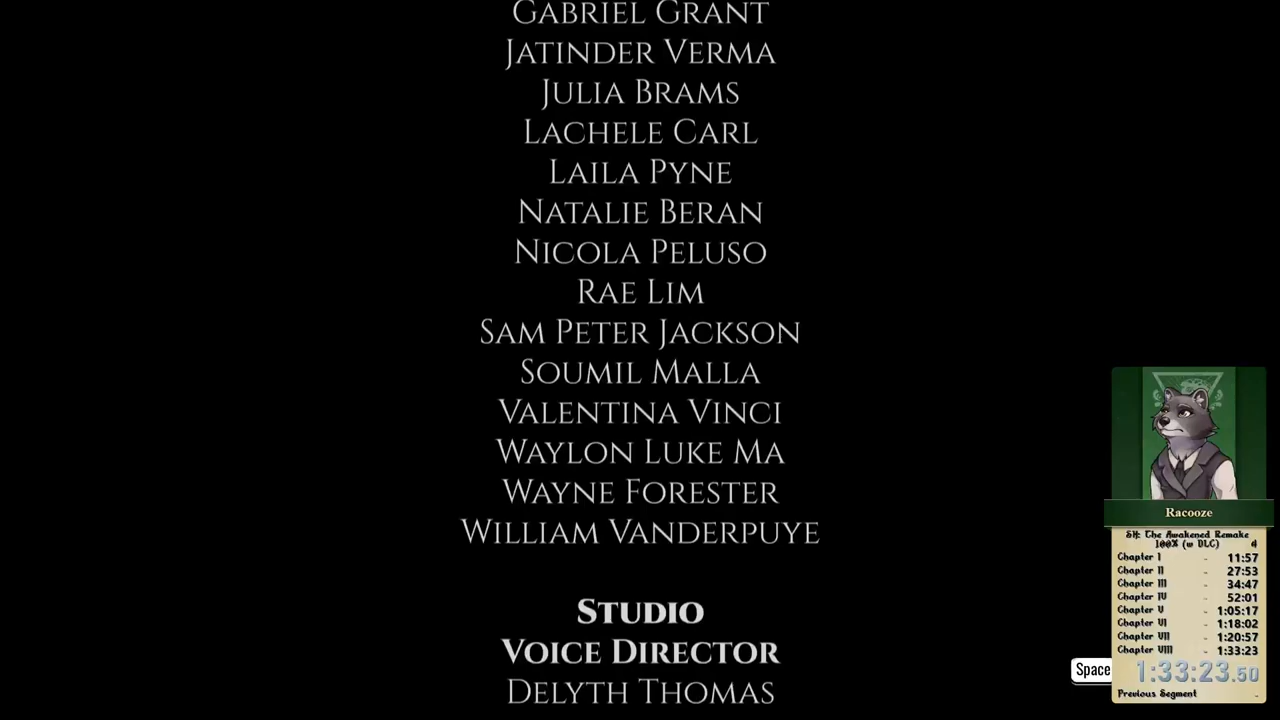 GABRIEL GRANT
JATINDER VERMA
JULIA BRAMS
LACHELE CARL
LAILA PYNE
NATALIE BERAN
NICOLA PELUSO
RAE LIM
SAM PETER JACKSON
SOUMIL MALLA
VALENTINA VINCI
WAYLON LUKE MA
WAYNE FORESTER
WILLIAM VANDERPUYE
STUDIO
VOICE DIRECTOR
DELYTH THOMAS
Racooze
SH: The Awakened Remake
100% (w DLC) 4
Chapter I - 11:57
Chapter II - 27:53
Chapter III - 34:47
Chapter IV - 52:01
Chapter V - 1:05:17
Chapter VI - 1:18:02
Chapter VII - 1:20:57
Chapter VIII - 1:33:23
Space
1:33:23.50
Previous Segment -